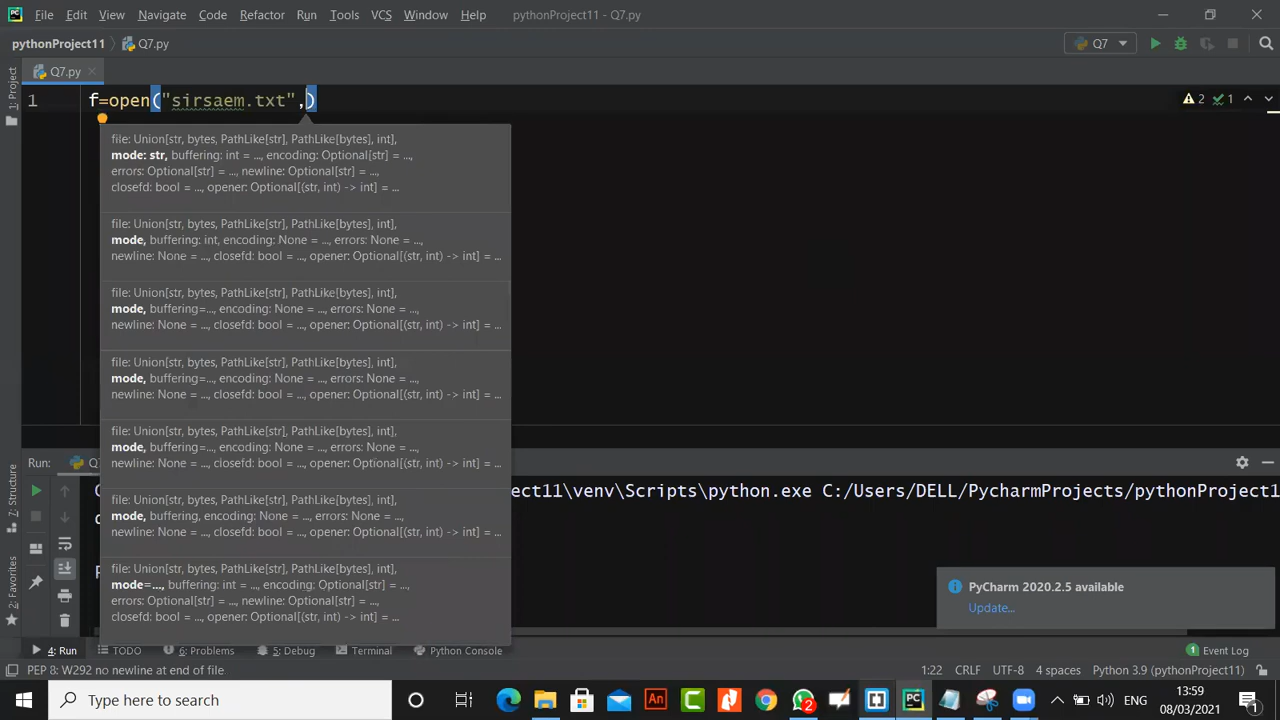 File Edit View Navigate Code Refactor Run Tools VCS Window Help pythonProject11 - Q7.py
pythonProject11 Q7.py Q7
1: Project
Q7.py
1 f=open("sirsaem.txt",) 2 1
file: Union[str, bytes, PathLike[str], PathLike[bytes], int],
mode: str, buffering: int = ..., encoding: Optional[str] = ...,
errors: Optional[str] = ..., newline: Optional[str] = ...,
closefd: bool = ..., opener: Optional[(str, int) -> int] = ...
file: Union[str, bytes, PathLike[str], PathLike[bytes], int],
mode, buffering: int, encoding: None = ..., errors: None = ...,
newline: None = ..., closefd: bool = ..., opener: Optional[(str, int) -> int] = ...
file: Union[str, bytes, PathLike[str], PathLike[bytes], int],
mode, buffering=..., encoding: None = ..., errors: None = ...,
newline: None = ..., closefd: bool = ..., opener: Optional[(str, int) -> int] = ...
file: Union[str, bytes, PathLike[str], PathLike[bytes], int],
mode, buffering=..., encoding: None = ..., errors: None = ...,
newline: None = ..., closefd: bool = ..., opener: Optional[(str, int) -> int] = ...
file: Union[str, bytes, PathLike[str], PathLike[bytes], int],
mode, buffering=..., encoding: None = ..., errors: None = ...,
newline: None = ..., closefd: bool = ..., opener: Optional[(str, int) -> int] = ...
file: Union[str, bytes, PathLike[str], PathLike[bytes], int],
mode, buffering, encoding: None = ..., errors: None = ...,
newline: None = ..., closefd: bool = ..., opener: Optional[(str, int) -> int] = ...
file: Union[str, bytes, PathLike[str], PathLike[bytes], int],
mode=..., buffering: int = ..., encoding: Optional[str] = ...,
errors: Optional[str] = ..., newline: Optional[str] = ...,
closefd: bool = ..., opener: Optional[(str, int) -> int] = ...
Run:
ect11\venv\Scripts\python.exe C:/Users/DELL/PycharmProjects/pythonProject1
7: Structure
2: Favorites
PyCharm 2020.2.5 available
Update...
4: Run TODO 6: Problems 5: Debug Terminal Python Console 1 Event Log
PEP 8: W292 no newline at end of file 1:22 CRLF UTF-8 4 spaces Python 3.9 (pythonProject11)
Type here to search An 2 PC ENG 13:59
08/03/2021 1